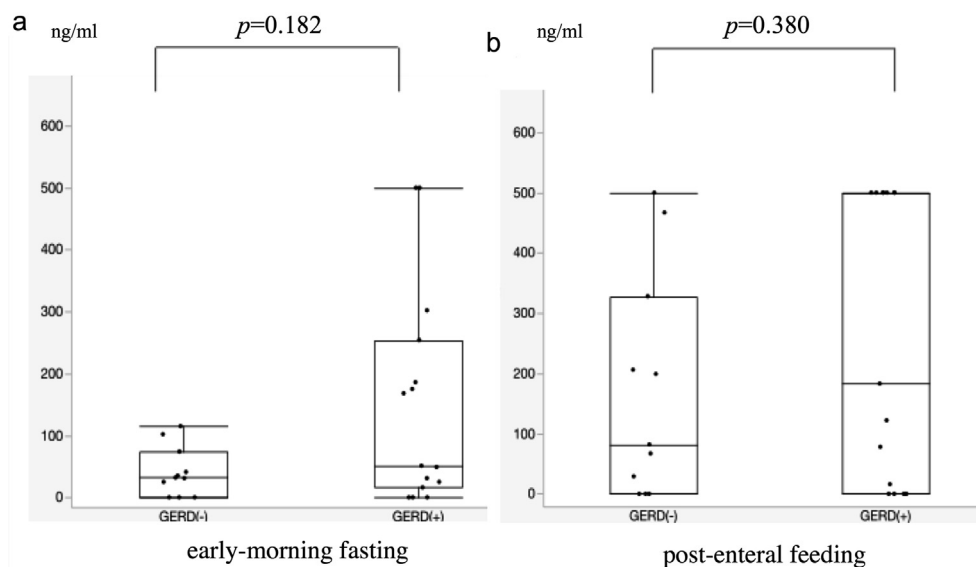 a
ng/ml
p=0.182
600
500
400
300
200
100
0
GERD(-)
GERD(+)
early-morning fasting
b
ng/ml
p=0.380
600
500
400
300
200
100
0
GERD(-)
GERD(+)
post-enteral feeding